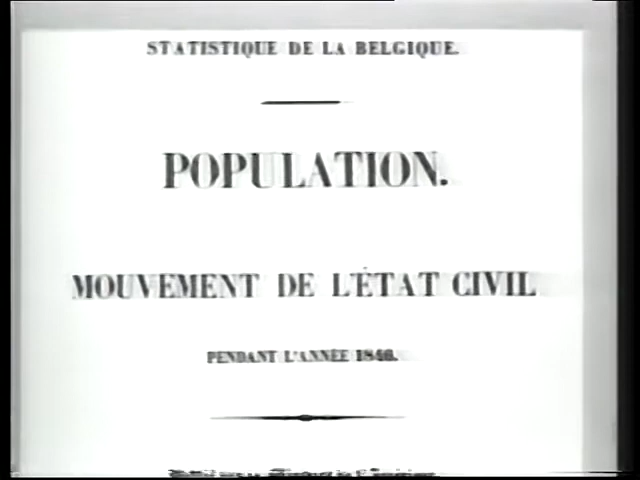 STATISTIQUE DE LA BELGIQUE.
POPULATION.
MOUVEMENT DE L'ÉTAT CIVIL
PENDANT L'ANNÉE 1846.